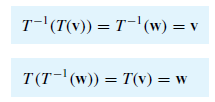 T⁻¹(T(v)) = T⁻¹(w) = v
T(T⁻¹(w)) = T(v) = w